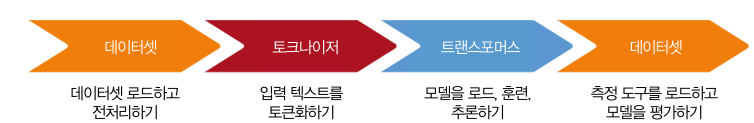 데이터셋
토크나이저
트랜스포머스
데이터셋
데이터셋 로드하고
전처리하기
입력 텍스트를
토큰화하기
모델을 로드, 훈련,
추론하기
측정 도구를 로드하고
모델을 평가하기